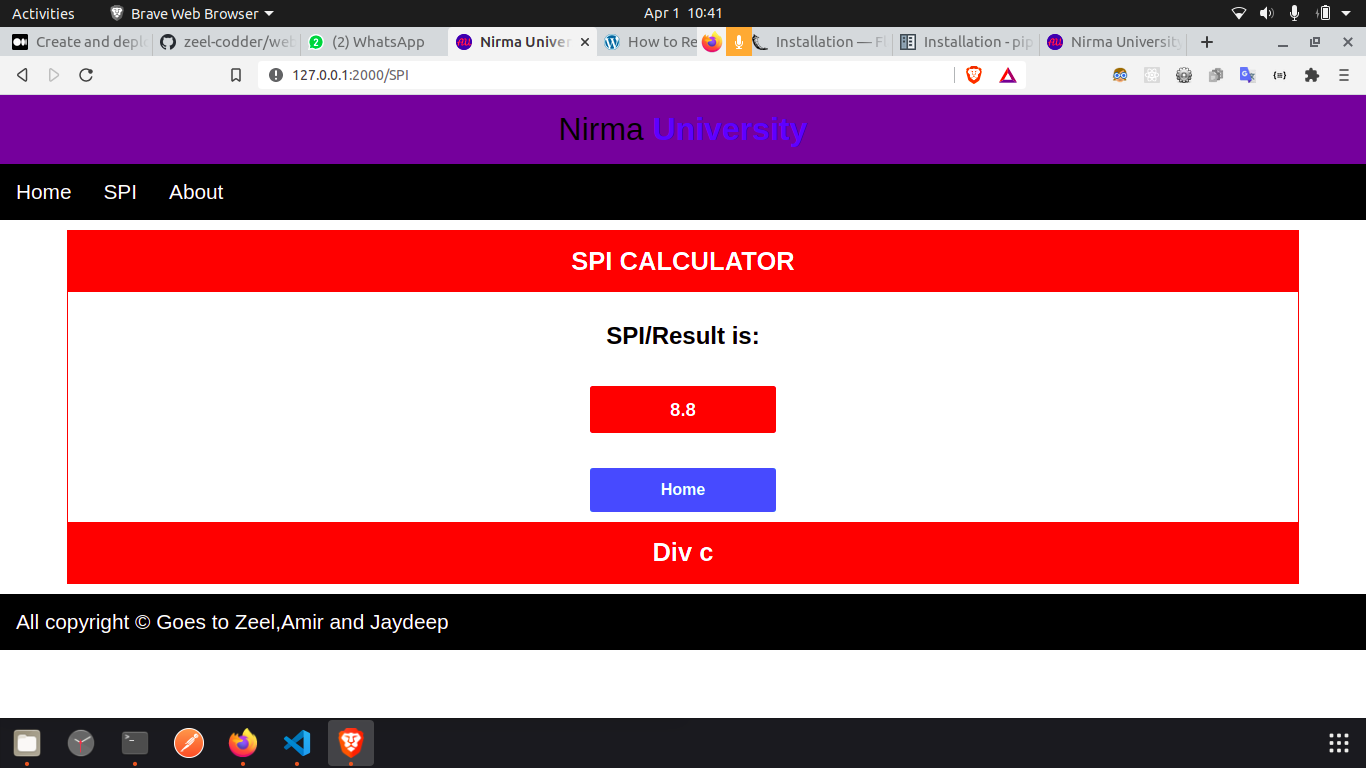 Activities Brave Web Browser Apr 1 10:41
Create and depl zeel-codder/web (2) WhatsApp Nirma Univer How to Re Installation — Fl Installation - pip Nirma University
127.0.0.1:2000/SPI
Nirma University
Home SPI About
SPI CALCULATOR
SPI/Result is:
8.8
Home
Div c
All copyright © Goes to Zeel,Amir and Jaydeep